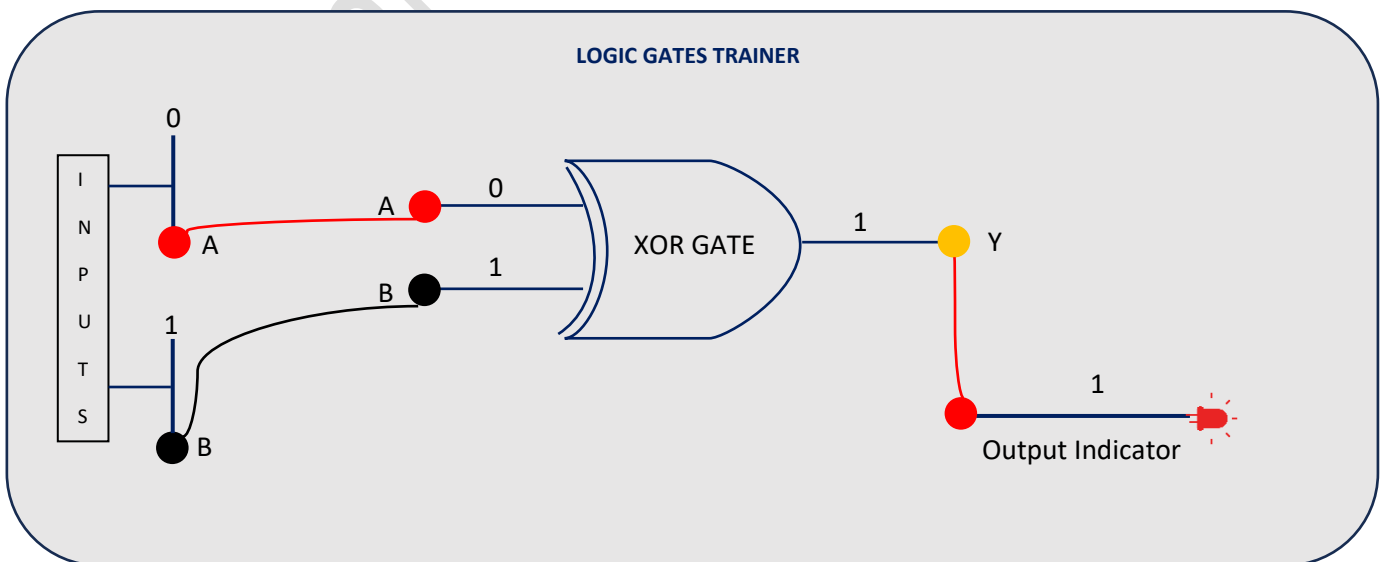 LOGIC GATES TRAINER
0
I
N
P
U
T
S
A
1
B
A
0
B
1
XOR GATE
1
Y
1
Output Indicator